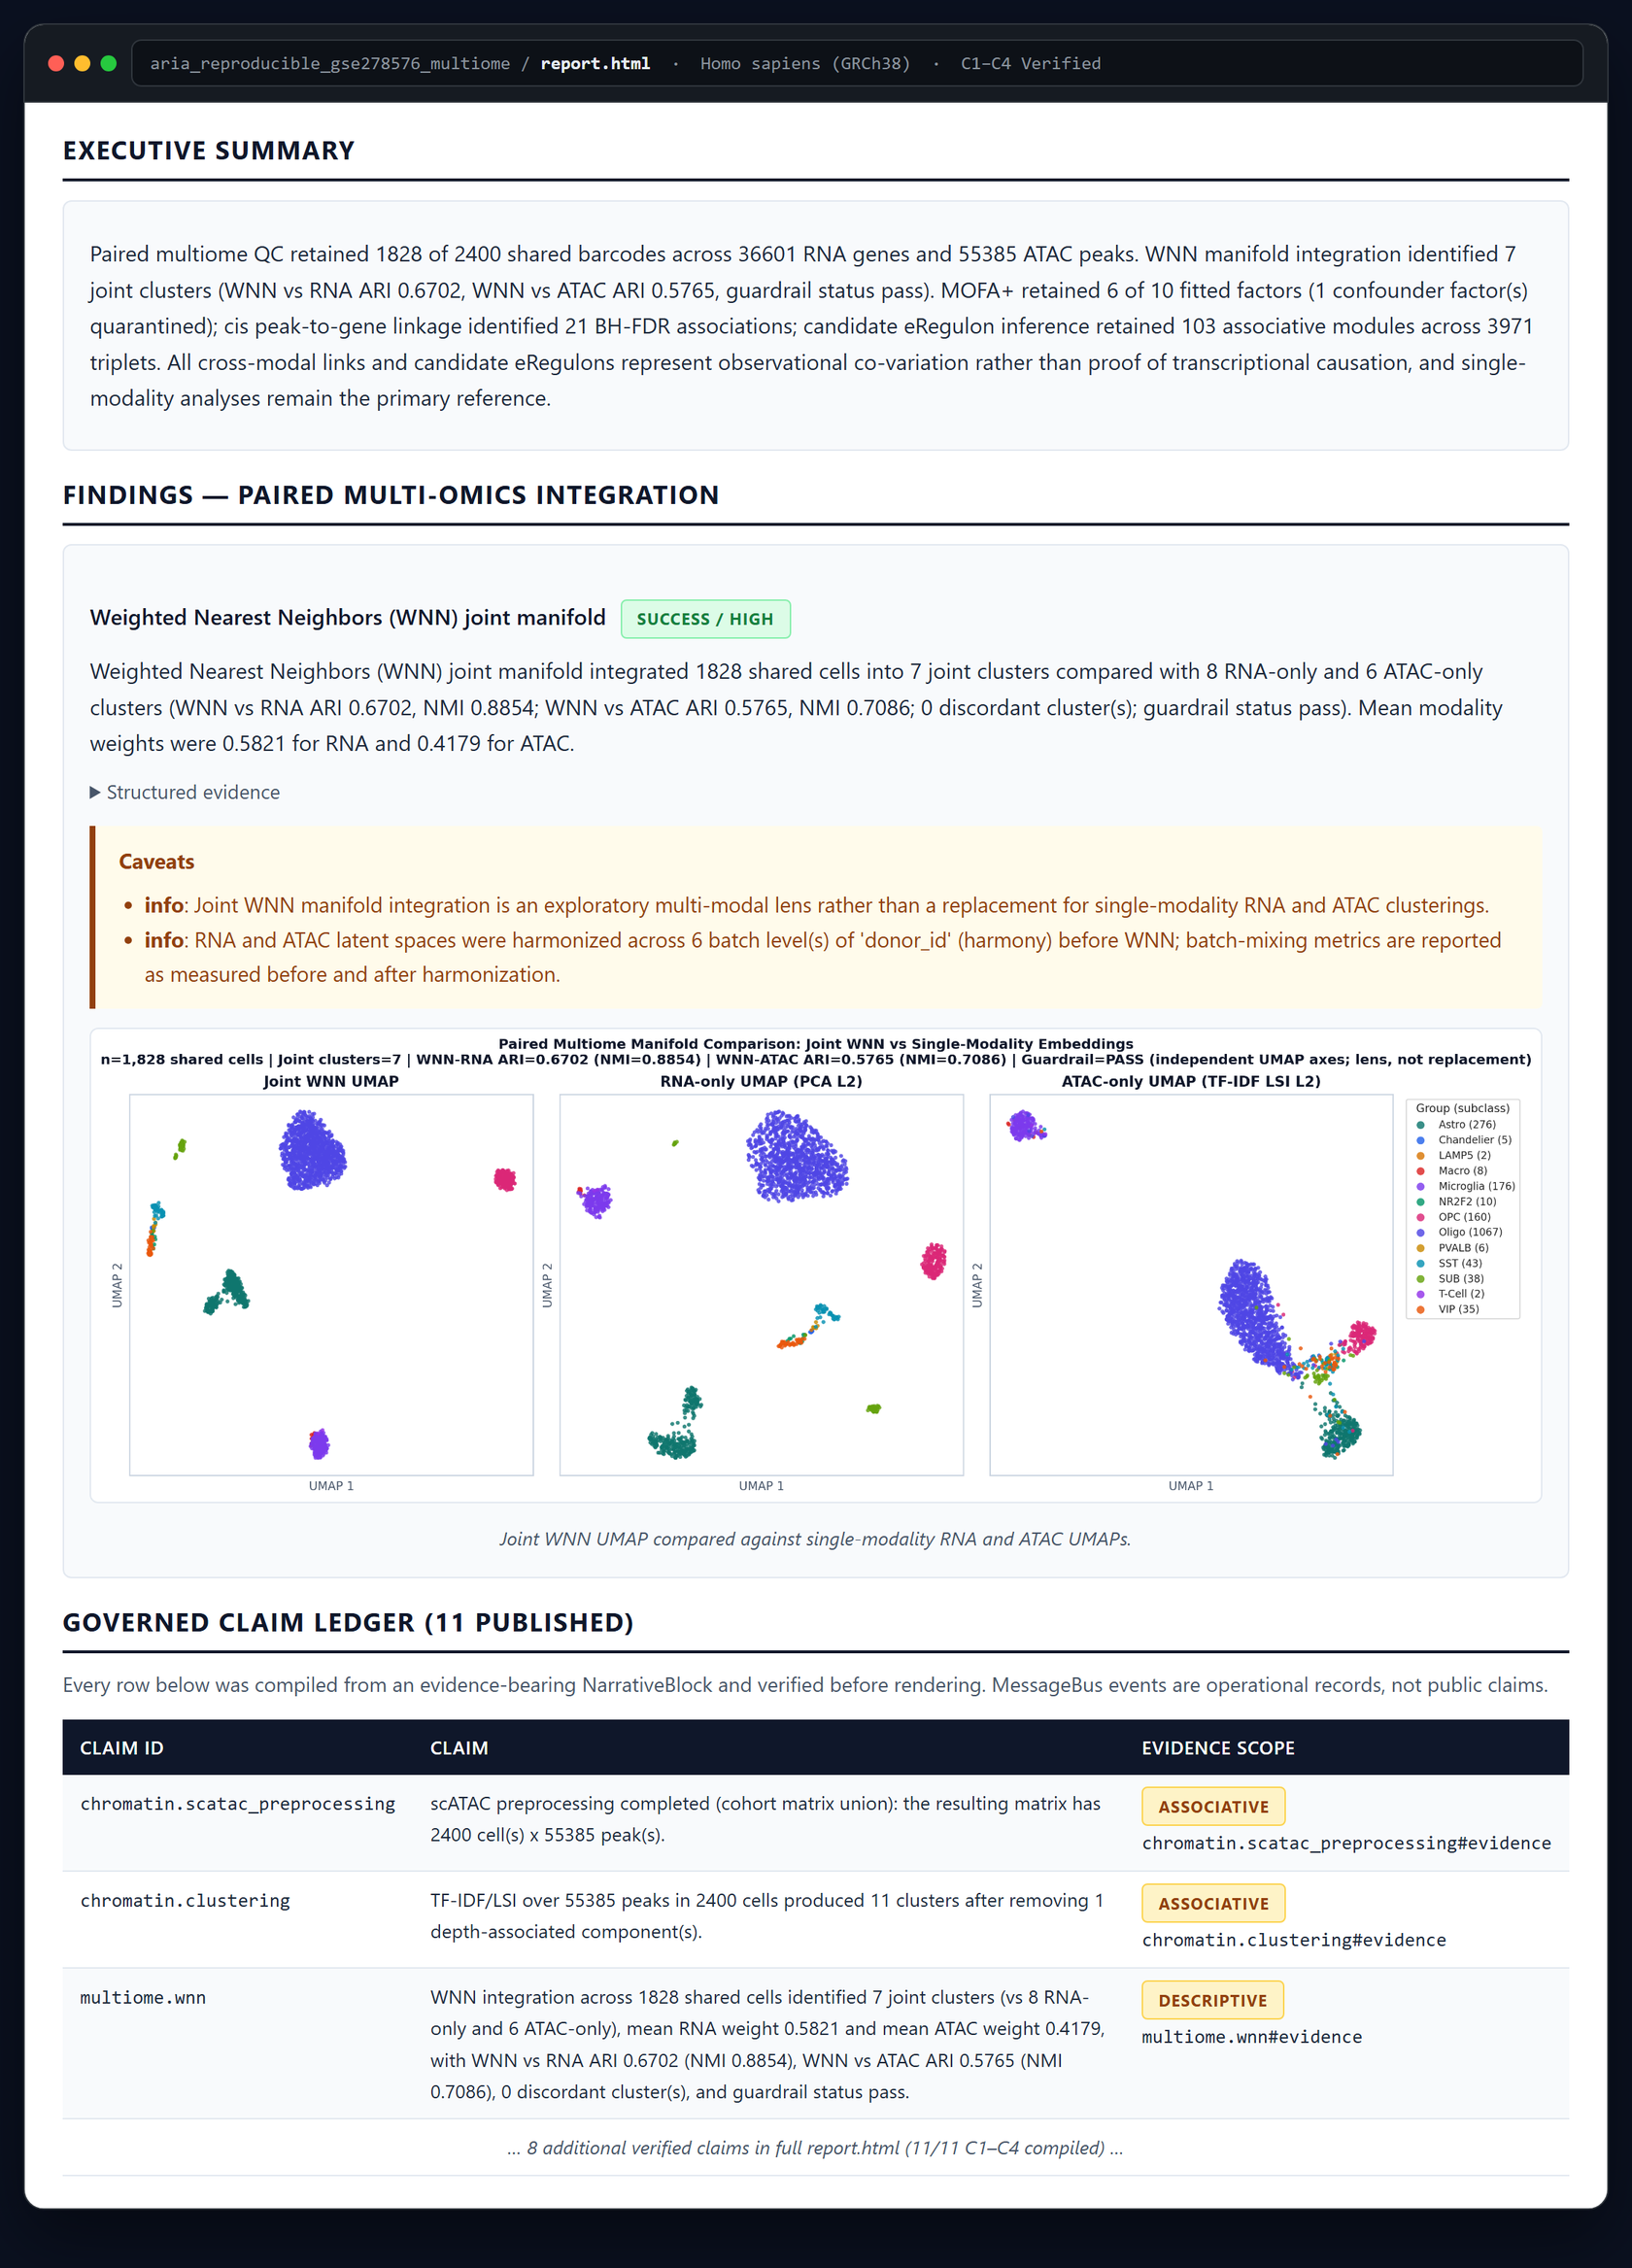 aria_reproducible_gse278576_multiome / report.html · Homo sapiens (GRCh38) · C1–C4 Verified
EXECUTIVE SUMMARY
Paired multiome QC retained 1828 of 2400 shared barcodes across 36601 RNA genes and 55385 ATAC peaks. WNN manifold integration identified 7
joint clusters (WNN vs RNA ARI 0.6702, WNN vs ATAC ARI 0.5765, guardrail status pass). MOFA+ retained 6 of 10 fitted factors (1 confounder factor(s)
quarantined); cis peak-to-gene linkage identified 21 BH-FDR associations; candidate eRegulon inference retained 103 associative modules across 3971
triplets. All cross-modal links and candidate eRegulons represent observational co-variation rather than proof of transcriptional causation, and single-
modality analyses remain the primary reference.
FINDINGS — PAIRED MULTI-OMICS INTEGRATION
Weighted Nearest Neighbors (WNN) joint manifold SUCCESS / HIGH
Weighted Nearest Neighbors (WNN) joint manifold integrated 1828 shared cells into 7 joint clusters compared with 8 RNA-only and 6 ATAC-only
clusters (WNN vs RNA ARI 0.6702, NMI 0.8854; WNN vs ATAC ARI 0.5765, NMI 0.7086; 0 discordant cluster(s); guardrail status pass). Mean modality
weights were 0.5821 for RNA and 0.4179 for ATAC.
▶ Structured evidence
Caveats
• info: Joint WNN manifold integration is an exploratory multi-modal lens rather than a replacement for single-modality RNA and ATAC clusterings.
• info: RNA and ATAC latent spaces were harmonized across 6 batch level(s) of 'donor_id' (harmony) before WNN; batch-mixing metrics are reported
as measured before and after harmonization.
Paired Multiome Manifold Comparison: Joint WNN vs Single-Modality Embeddings
n=1,828 shared cells | Joint clusters=7 | WNN-RNA ARI=0.6702 (NMI=0.8854) | WNN-ATAC ARI=0.5765 (NMI=0.7086) | Guardrail=PASS (independent UMAP axes; lens, not replacement)
Joint WNN UMAP
UMAP 2
UMAP 1
RNA-only UMAP (PCA L2)
UMAP 2
UMAP 1
ATAC-only UMAP (TF-IDF LSI L2)
UMAP 2
UMAP 1
Group (subclass)
Astro (276)
Chandelier (5)
LAMP5 (2)
Macro (8)
Microglia (176)
NR2F2 (10)
OPC (160)
Oligo (1067)
PVALB (6)
SST (43)
SUB (38)
T-Cell (2)
VIP (35)
Joint WNN UMAP compared against single-modality RNA and ATAC UMAPs.
GOVERNED CLAIM LEDGER (11 PUBLISHED)
Every row below was compiled from an evidence-bearing NarrativeBlock and verified before rendering. MessageBus events are operational records, not public claims.
CLAIM ID CLAIM EVIDENCE SCOPE
chromatin.scatac_preprocessing
scATAC preprocessing completed (cohort matrix union): the resulting matrix has
2400 cell(s) x 55385 peak(s).
ASSOCIATIVE
chromatin.scatac_preprocessing#evidence
chromatin.clustering
TF-IDF/LSI over 55385 peaks in 2400 cells produced 11 clusters after removing 1
depth-associated component(s).
ASSOCIATIVE
chromatin.clustering#evidence
multiome.wnn
WNN integration across 1828 shared cells identified 7 joint clusters (vs 8 RNA-
only and 6 ATAC-only), mean RNA weight 0.5821 and mean ATAC weight 0.4179,
with WNN vs RNA ARI 0.6702 (NMI 0.8854), WNN vs ATAC ARI 0.5765 (NMI
0.7086), 0 discordant cluster(s), and guardrail status pass.
DESCRIPTIVE
multiome.wnn#evidence
... 8 additional verified claims in full report.html (11/11 C1–C4 compiled) ...